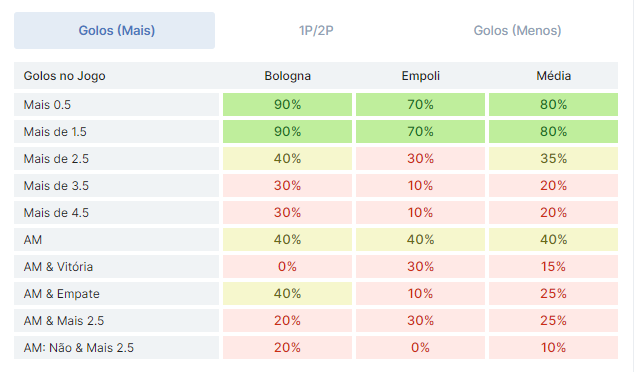 Golos (Mais) 1P/2P Golos (Menos)
Golos no Jogo Bologna Empoli Média
Mais 0.5 90% 70% 80%
Mais de 1.5 90% 70% 80%
Mais de 2.5 40% 30% 35%
Mais de 3.5 30% 10% 20%
Mais de 4.5 30% 10% 20%
AM 40% 40% 40%
AM & Vitória 0% 30% 15%
AM & Empate 40% 10% 25%
AM & Mais 2.5 20% 30% 25%
AM: Não & Mais 2.5 20% 0% 10%